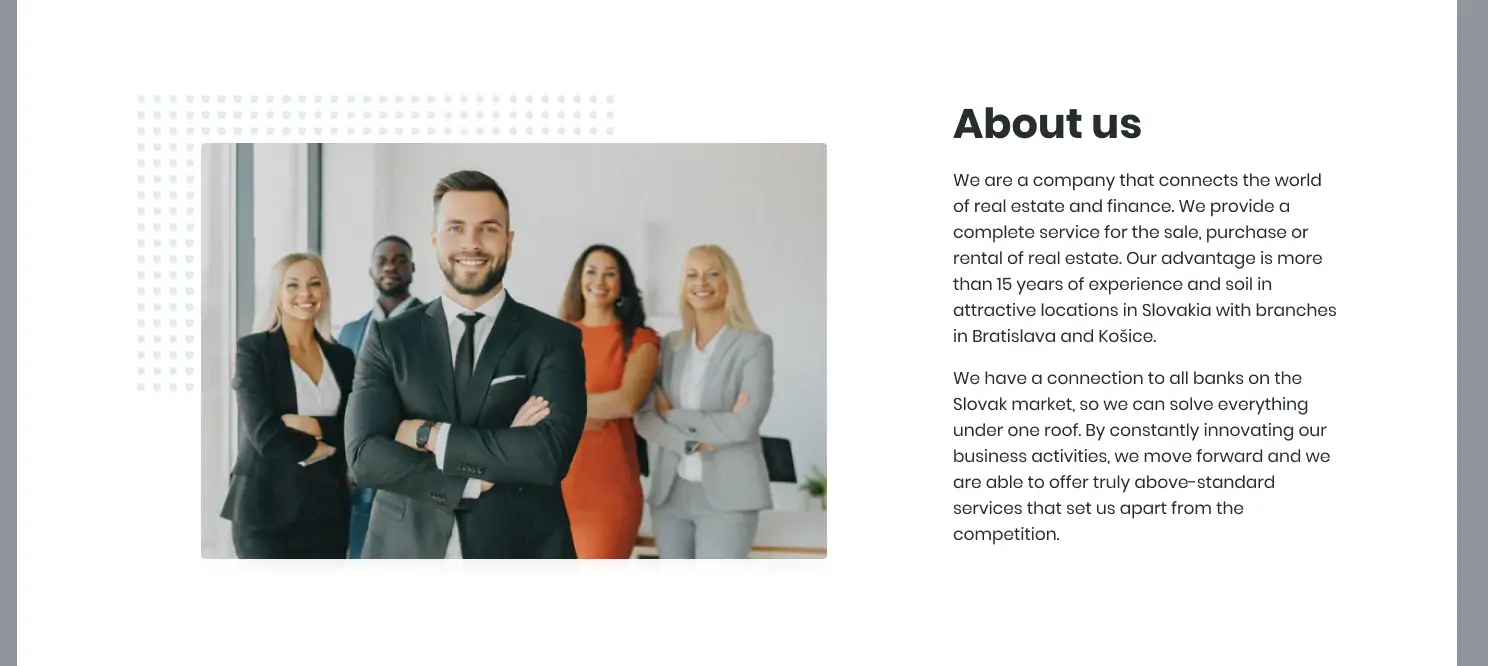 About us
We are a company that connects the world
of real estate and finance. We provide a
complete service for the sale, purchase or
rental of real estate. Our advantage is more
than 15 years of experience and soil in
attractive locations in Slovakia with branches
in Bratislava and Košice.
We have a connection to all banks on the
Slovak market, so we can solve everything
under one roof. By constantly innovating our
business activities, we move forward and we
are able to offer truly above-standard
services that set us apart from the
competition.